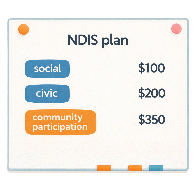 NDIS plan
social $100
civic $200
community
participation $350